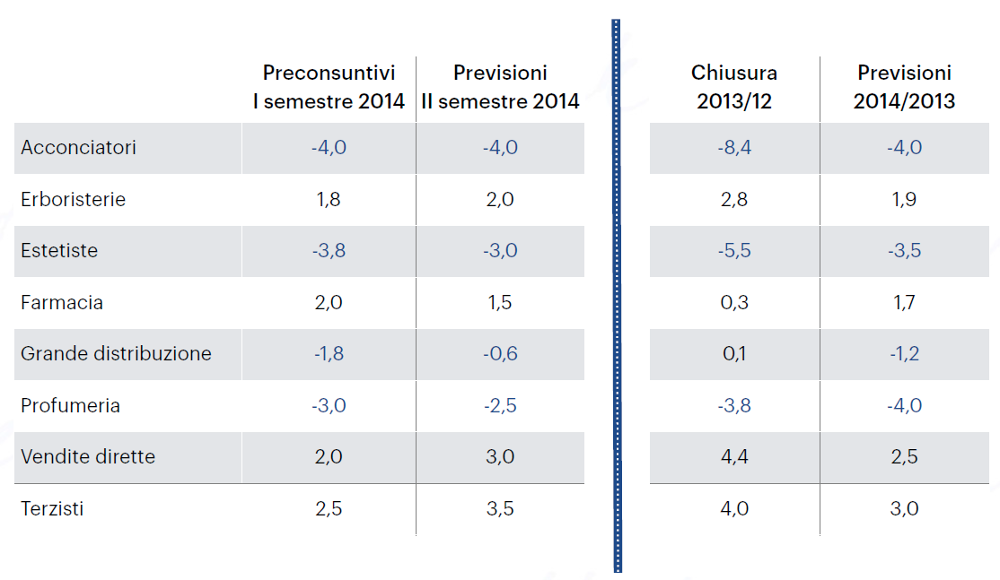 Preconsuntivi Previsioni Chiusura Previsioni
I semestre 2014 II semestre 2014 2013/12 2014/2013
Acconciatori -4,0 -4,0 -8,4 -4,0
Erboristerie 1,8 2,0 2,8 1,9
Estetiste -3,8 -3,0 -5,5 -3,5
Farmacia 2,0 1,5 0,3 1,7
Grande distribuzione -1,8 -0,6 0,1 -1,2
Profumeria -3,0 -2,5 -3,8 -4,0
Vendite dirette 2,0 3,0 4,4 2,5
Terzisti 2,5 3,5 4,0 3,0